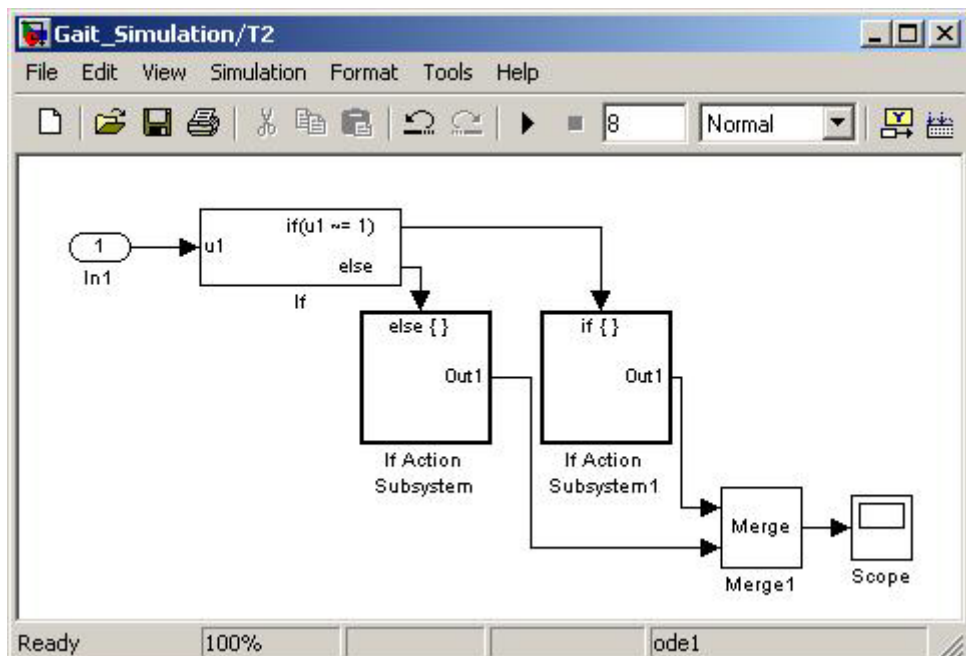 Gait_Simulation/T2
File Edit View Simulation Format Tools Help
8 Normal
1
In1
u1
if(u1 ~= 1)
else
If
else { }
Out1
If Action
Subsystem
if { }
Out1
If Action
Subsystem1
Merge
Merge1
Scope
Ready 100% ode1